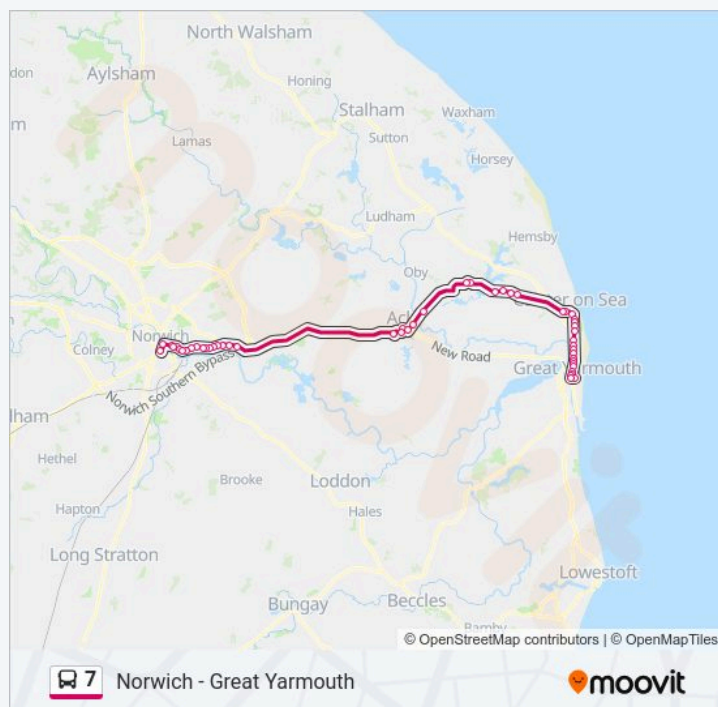 North Walsham
Aylsham
Honing
Stalham
Waxham
Lamas
Sutton
Horsey
Ludham
Hemsby
Oby
on Sea
Norwich
Colney
New Road
Great Yarmouth
Norwich Southern Bypass
Hethel
Brooke
Loddon
Hapton
Hales
Long Stratton
Lowestoft
Bungay
Beccles
© OpenStreetMap contributors | © OpenMapTiles
7 Norwich - Great Yarmouth
moovit